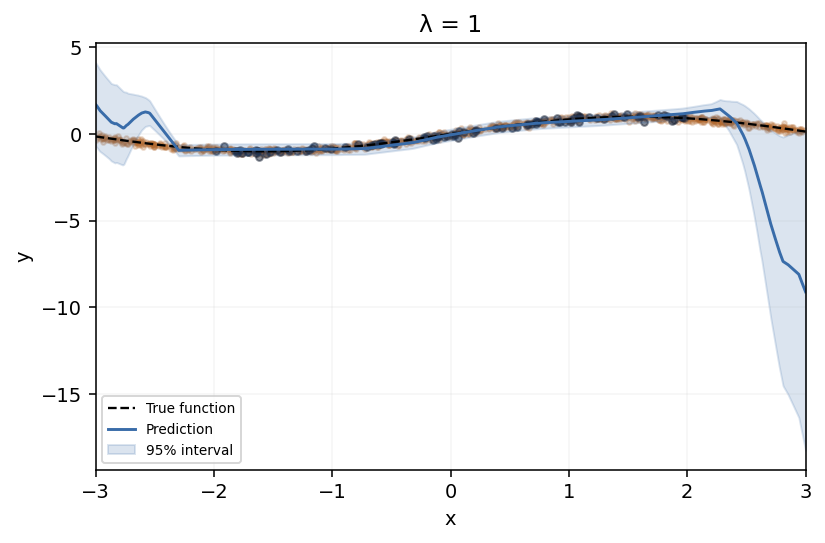 λ = 1
5
0
−5
−10
−15
y
True function
Prediction
95% interval
−3
−2
−1
0
1
2
3
x